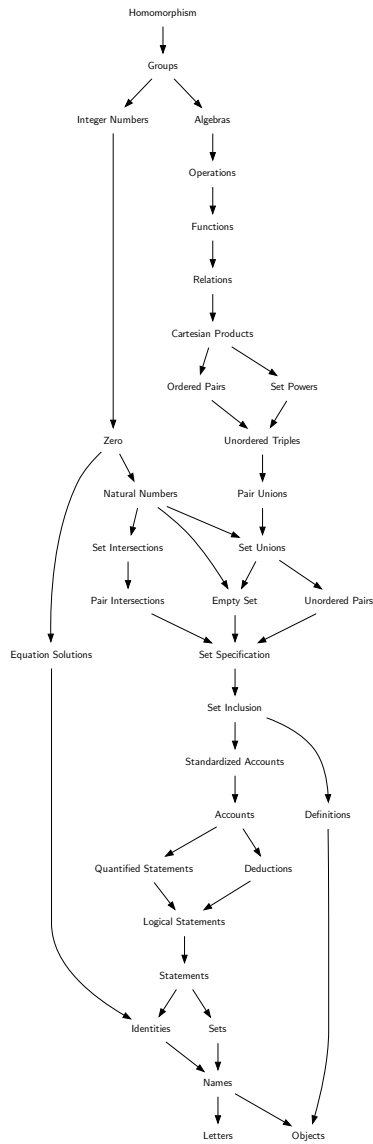 Homomorphism
Groups
Integer Numbers
Algebras
Operations
Functions
Relations
Cartesian Products
Ordered Pairs
Set Powers
Zero
Unordered Triples
Natural Numbers
Pair Unions
Set Intersections
Set Unions
Pair Intersections
Empty Set
Unordered Pairs
Equation Solutions
Set Specification
Set Inclusion
Standardized Accounts
Accounts
Definitions
Quantified Statements
Deductions
Logical Statements
Statements
Identities
Sets
Names
Letters
Objects